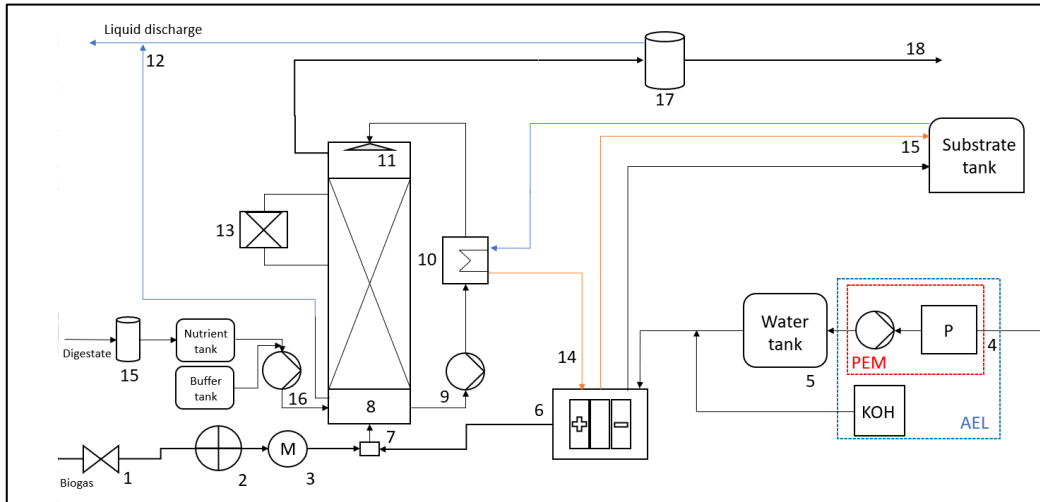 Liquid discharge
12
18
17
11
15
Substrate
tank
13
10
Water
tank
P
4
PEM
5
KOH
AEL
Digestate
15
Nutrient
tank
Buffer
tank
16
8
9
14
6
7
Biogas
1
2
M
3